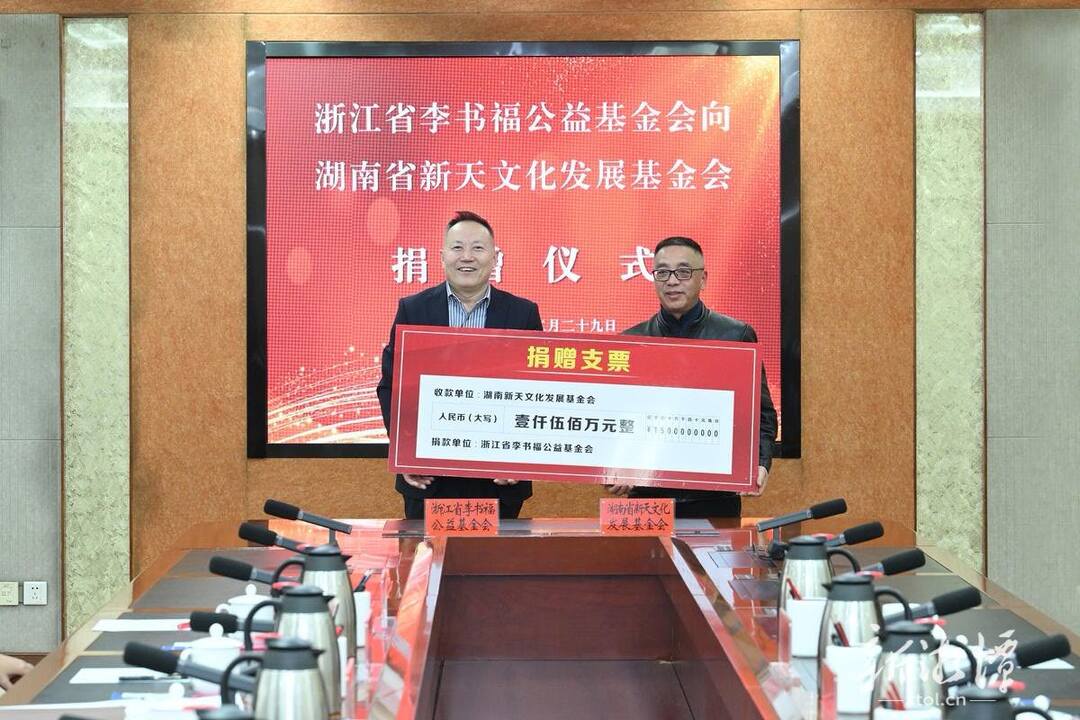 浙江省李书福公益基金会向
湖南省新天文化发展基金会
捐 仪 式
月二十九日
捐赠支票
收款单位：湖南新天文化发展基金会
人民币（大写） 壹仟伍佰万元整
¥1500000000
捐款单位：浙江省李书福公益基金会
浙江省李书福
公益基金会
湖南省新天文化
发展基金会